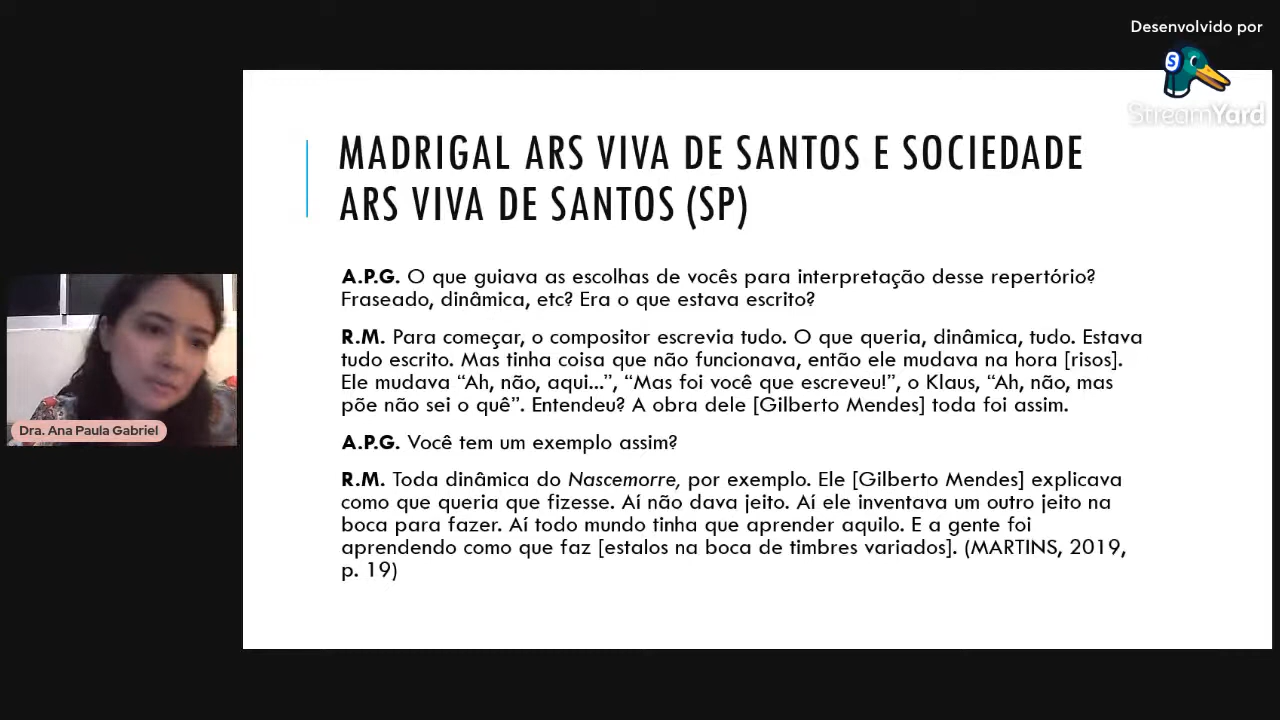 Desenvolvido por
S
StreamYard
MADRIGAL ARS VIVA DE SANTOS E SOCIEDADE
ARS VIVA DE SANTOS (SP)
A.P.G. O que guiava as escolhas de vocês para interpretação desse repertório?
Fraseado, dinâmica, etc? Era o que estava escrito?
R.M. Para começar, o compositor escrevia tudo. O que queria, dinâmica, tudo. Estava
tudo escrito. Mas tinha coisa que não funcionava, então ele mudava na hora [risos].
Ele mudava “Ah, não, aqui...”, “Mas foi você que escreveu!”, o Klaus, “Ah, não, mas
põe não sei o quê”. Entendeu? A obra dele [Gilberto Mendes] toda foi assim.
A.P.G. Você tem um exemplo assim?
R.M. Toda dinâmica do Nascemorre, por exemplo. Ele [Gilberto Mendes] explicava
como que queria que fizesse. Aí não dava jeito. Aí ele inventava um outro jeito na
boca para fazer. Aí todo mundo tinha que aprender aquilo. E a gente foi
aprendendo como que faz [estalos na boca de timbres variados]. (MARTINS, 2019,
p. 19)
Dra. Ana Paula Gabriel